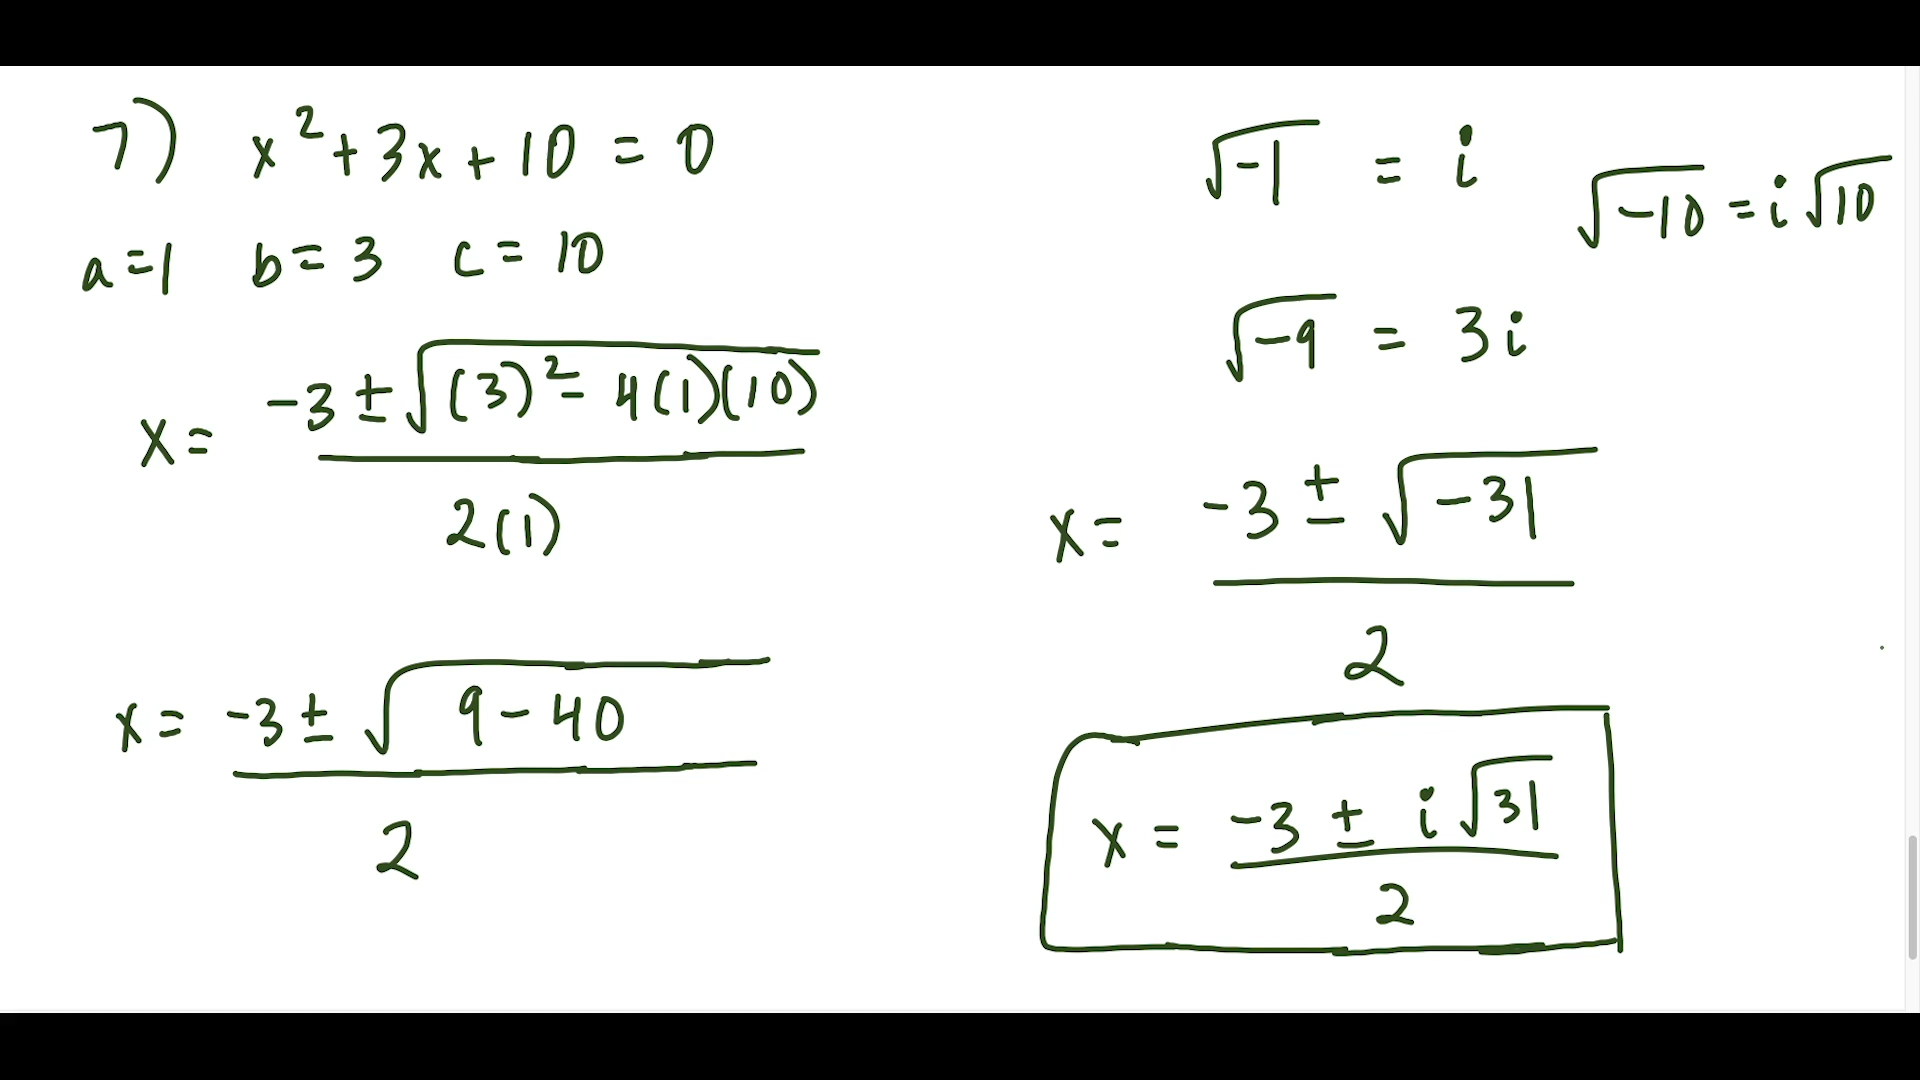 7) x² + 3x + 10 = 0
a = 1 b = 3 c = 10
x = (-3 ± √((3)² - 4(1)(10))) / 2(1)
x = (-3 ± √(9 - 40)) / 2
√-1 = i
√-10 = i√10
√-9 = 3i
x = (-3 ± √-31) / 2
x = (-3 ± i√31) / 2